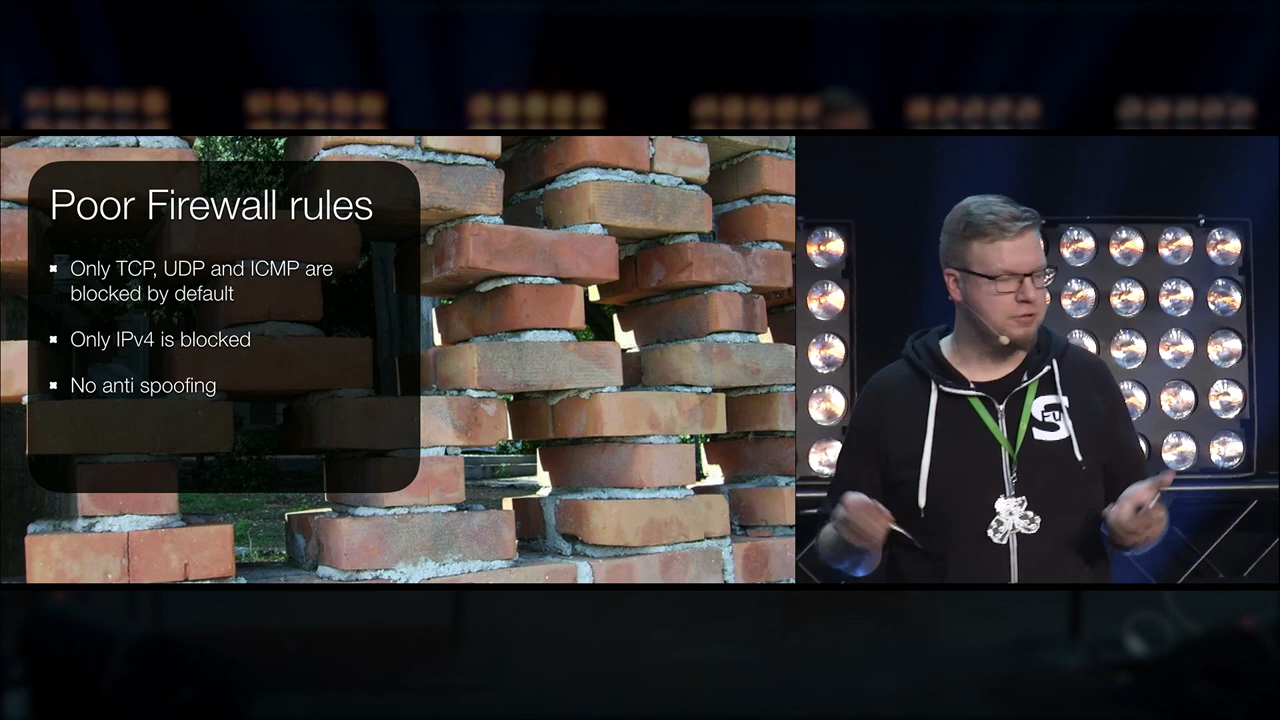 Poor Firewall rules
Only TCP, UDP and ICMP are
blocked by default
Only IPv4 is blocked
No anti spoofing
S
FU